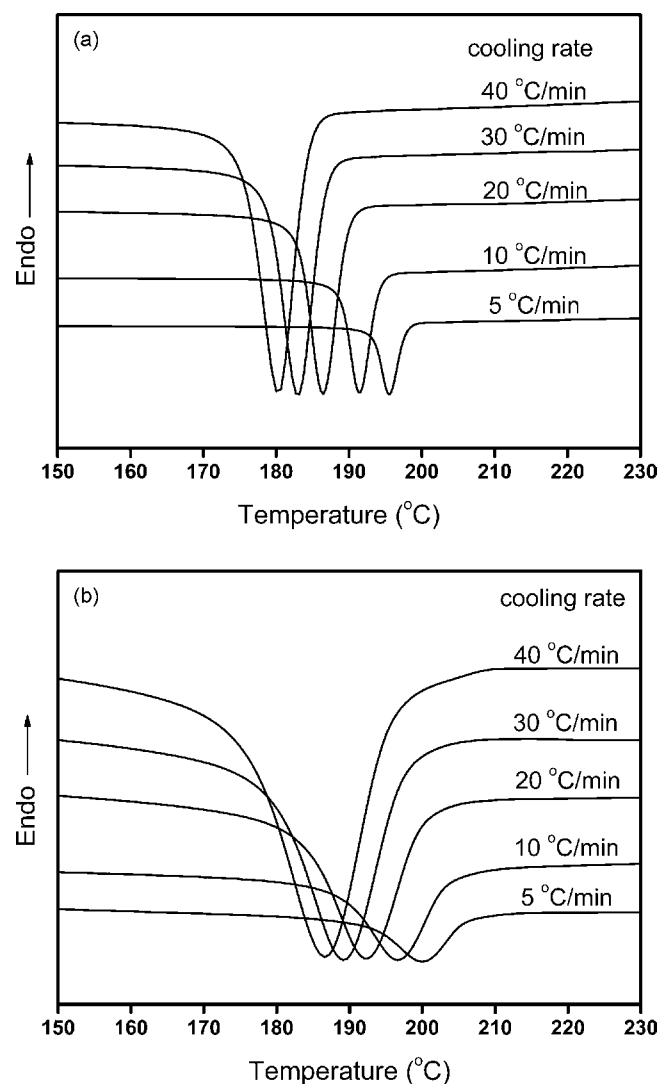 (a)
cooling rate
40 °C/min
30 °C/min
20 °C/min
10 °C/min
5 °C/min
Endo
150 160 170 180 190 200 210 220 230
Temperature (°C)
(b)
cooling rate
40 °C/min
30 °C/min
20 °C/min
10 °C/min
5 °C/min
Endo
150 160 170 180 190 200 210 220 230
Temperature (°C)